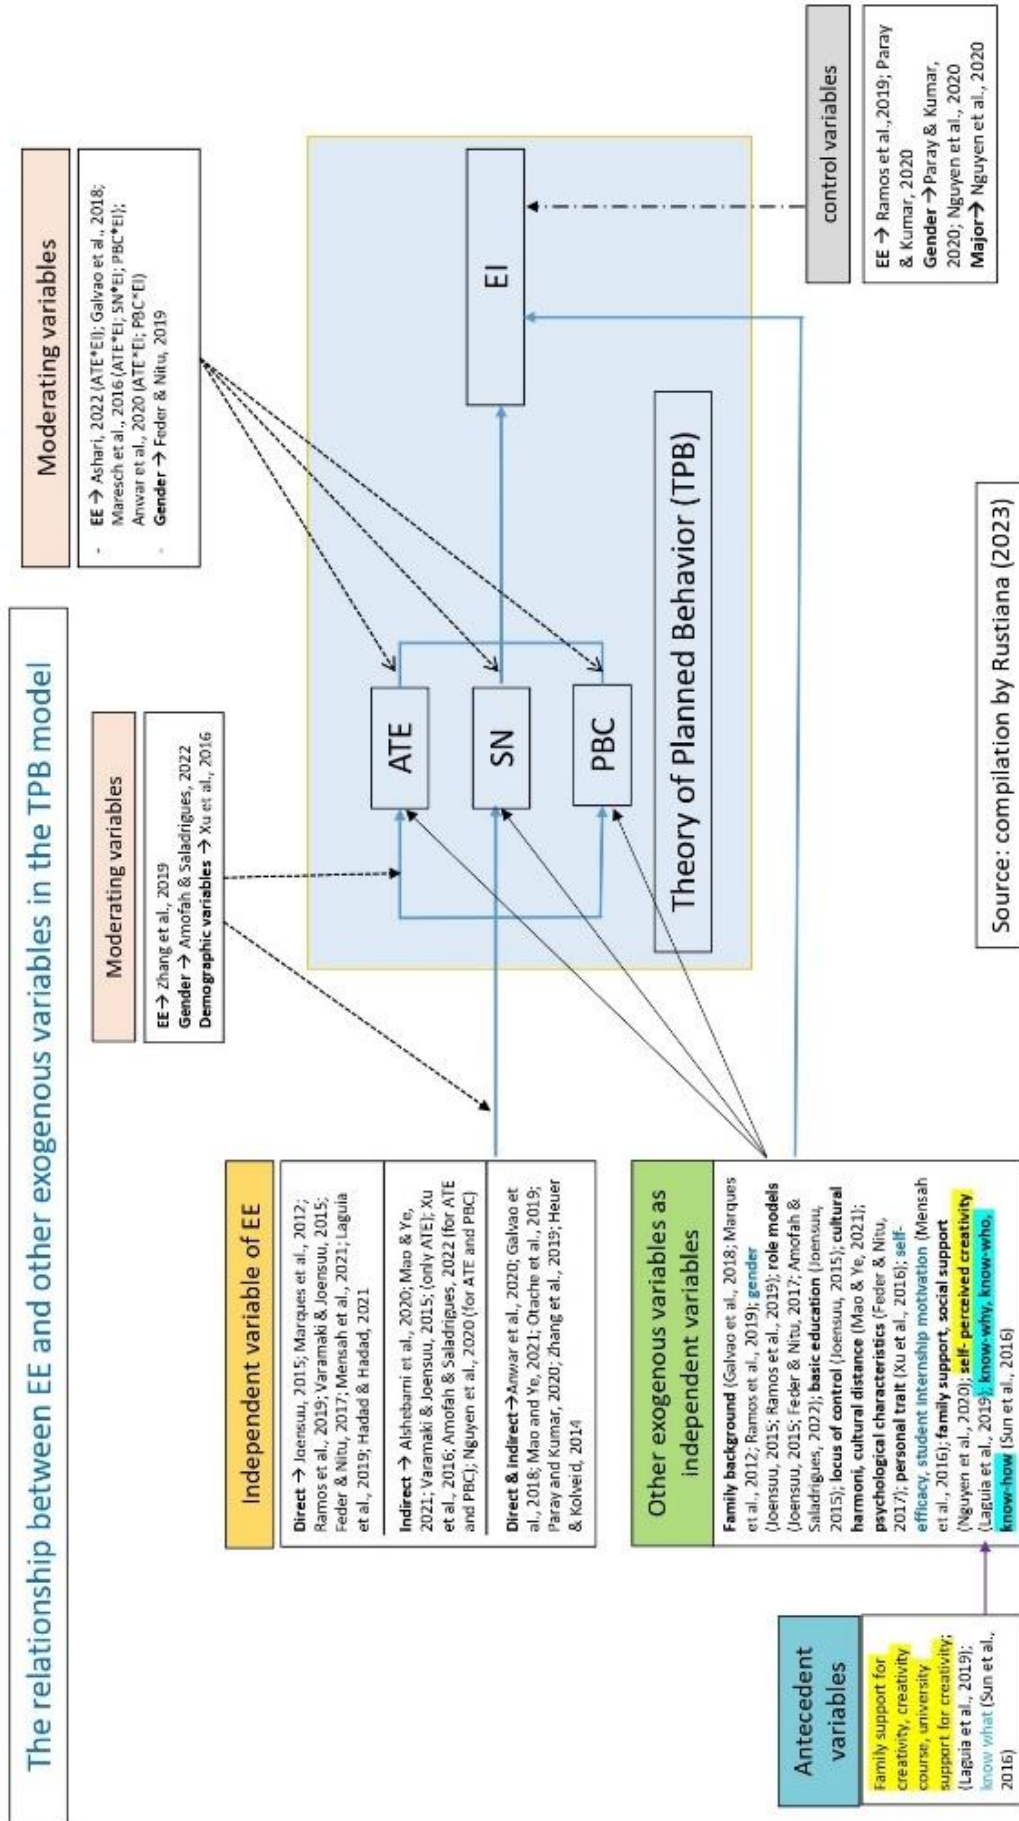 The relationship between EE and other exogenous variables in the TPB model
Moderating variables
EE → Zhang et al., 2019
Gender → Amofah & Saladrigues, 2022
Demographic variables → Xu et al., 2016
Moderating variables
- EE → Ashari, 2022 (ATE*EI); Galvao et al., 2018;
Maresch et al., 2016 (ATE*EI; SN*EI; PBC*EI);
Anwar et al., 2020 (ATE*EI; PBC*EI)
- Gender → Feder & Nitu, 2019
Independent variable of EE
Direct → Joensuu, 2015; Marques et al., 2012;
Ramos et al., 2019; Varamaki & Joensuu, 2015;
Feder & Nitu, 2017; Mensah et al., 2021; Laguia
et al., 2019; Hadad & Hadad, 2021
Indirect → Alshebami et al., 2020; Mao & Ye,
2021; Varamaki & Joensuu, 2015; (only ATE); Xu
et al., 2016; Amofah & Saladrigues, 2022 (for ATE
and PBC); Nguyen et al., 2020 (for ATE and PBC)
Direct & indirect → Anwar et al., 2020; Galvao et
al., 2018; Mao and Ye, 2021; Otache et al., 2019;
Paray and Kumar, 2020; Zhang et al., 2019; Heuer
& Kolveid, 2014
ATE
SN
PBC
EI
Theory of Planned Behavior (TPB)
Other exogenous variables as
independent variables
Family background (Galvao et al., 2018; Marques
et al., 2012; Ramos et al., 2019); gender
(Joensuu, 2015; Ramos et al., 2019); role models
(Joensuu, 2015; Feder & Nitu, 2017; Amofah &
Saladrigues, 2022); basic education (Joensuu,
2015); locus of control (Joensuu, 2015); cultural
harmoni, cultural distance (Mao & Ye, 2021);
psychological characteristics (Feder & Nitu,
2017); personal trait (Xu et al., 2016); self-
efficacy, student internship motivation (Mensah
et al., 2016); family support, social support
(Nguyen et al., 2020); self- perceived creativity
(Laguia et al., 2019); know-why, know-who,
know-how (Sun et al., 2016)
Antecedent
variables
Family support for
creativity, creativity
course, university
support for creativity;
(Laguia et al., 2019);
know what (Sun et al.,
2016)
control variables
EE → Ramos et al.,2019; Paray
& Kumar, 2020
Gender → Paray & Kumar,
2020; Nguyen et al., 2020
Major → Nguyen et al., 2020
Source: compilation by Rustiana (2023)